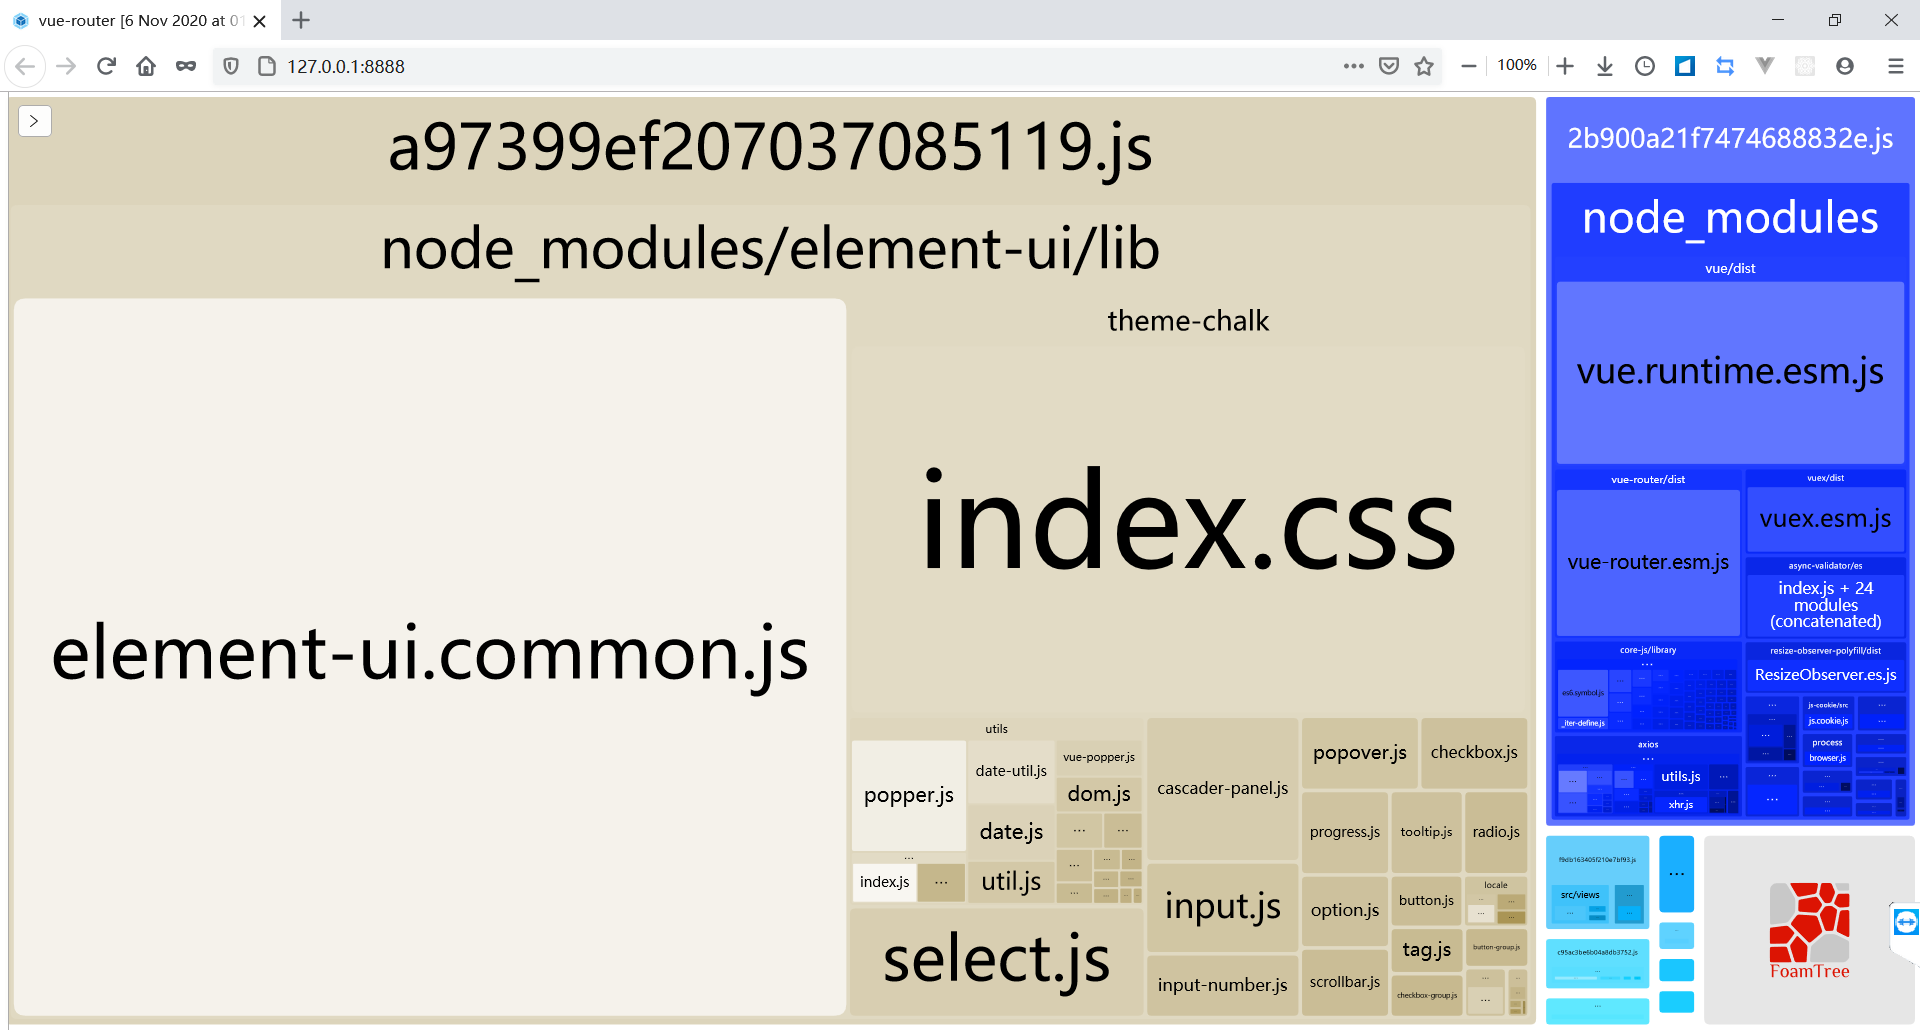 vue-router [6 Nov 2020 at 01
127.0.0.1:8888
100%
a97399ef207037085119.js
node_modules/element-ui/lib
element-ui.common.js
theme-chalk
index.css
utils
popper.js
date-util.js
vue-popper.js
dom.js
date.js
...
...
...
index.js
...
util.js
...
...
...
...
...
...
select.js
cascader-panel.js
input.js
input-number.js
popover.js
checkbox.js
progress.js
tooltip.js
radio.js
option.js
button.js
locale
tag.js
button-group.js
scrollbar.js
checkbox-group.js
...
2b900a21f7474688832e.js
node_modules
vue/dist
vue.runtime.esm.js
vue-router/dist
vue-router.esm.js
vuex/dist
vuex.esm.js
async-validator/es
index.js + 24
modules
(concatenated)
core-js/library
...
es6.symbol.js
_iter-define.js
resize-observer-polyfill/dist
ResizeObserver.es.js
js-cookie/src
js.cookie.js
process
browser.js
axios
...
utils.js
xhr.js
...
f9db163405f210e7bf93.js
src/views
...
c95ac3be6b04a8db3752.js
...
FoamTree